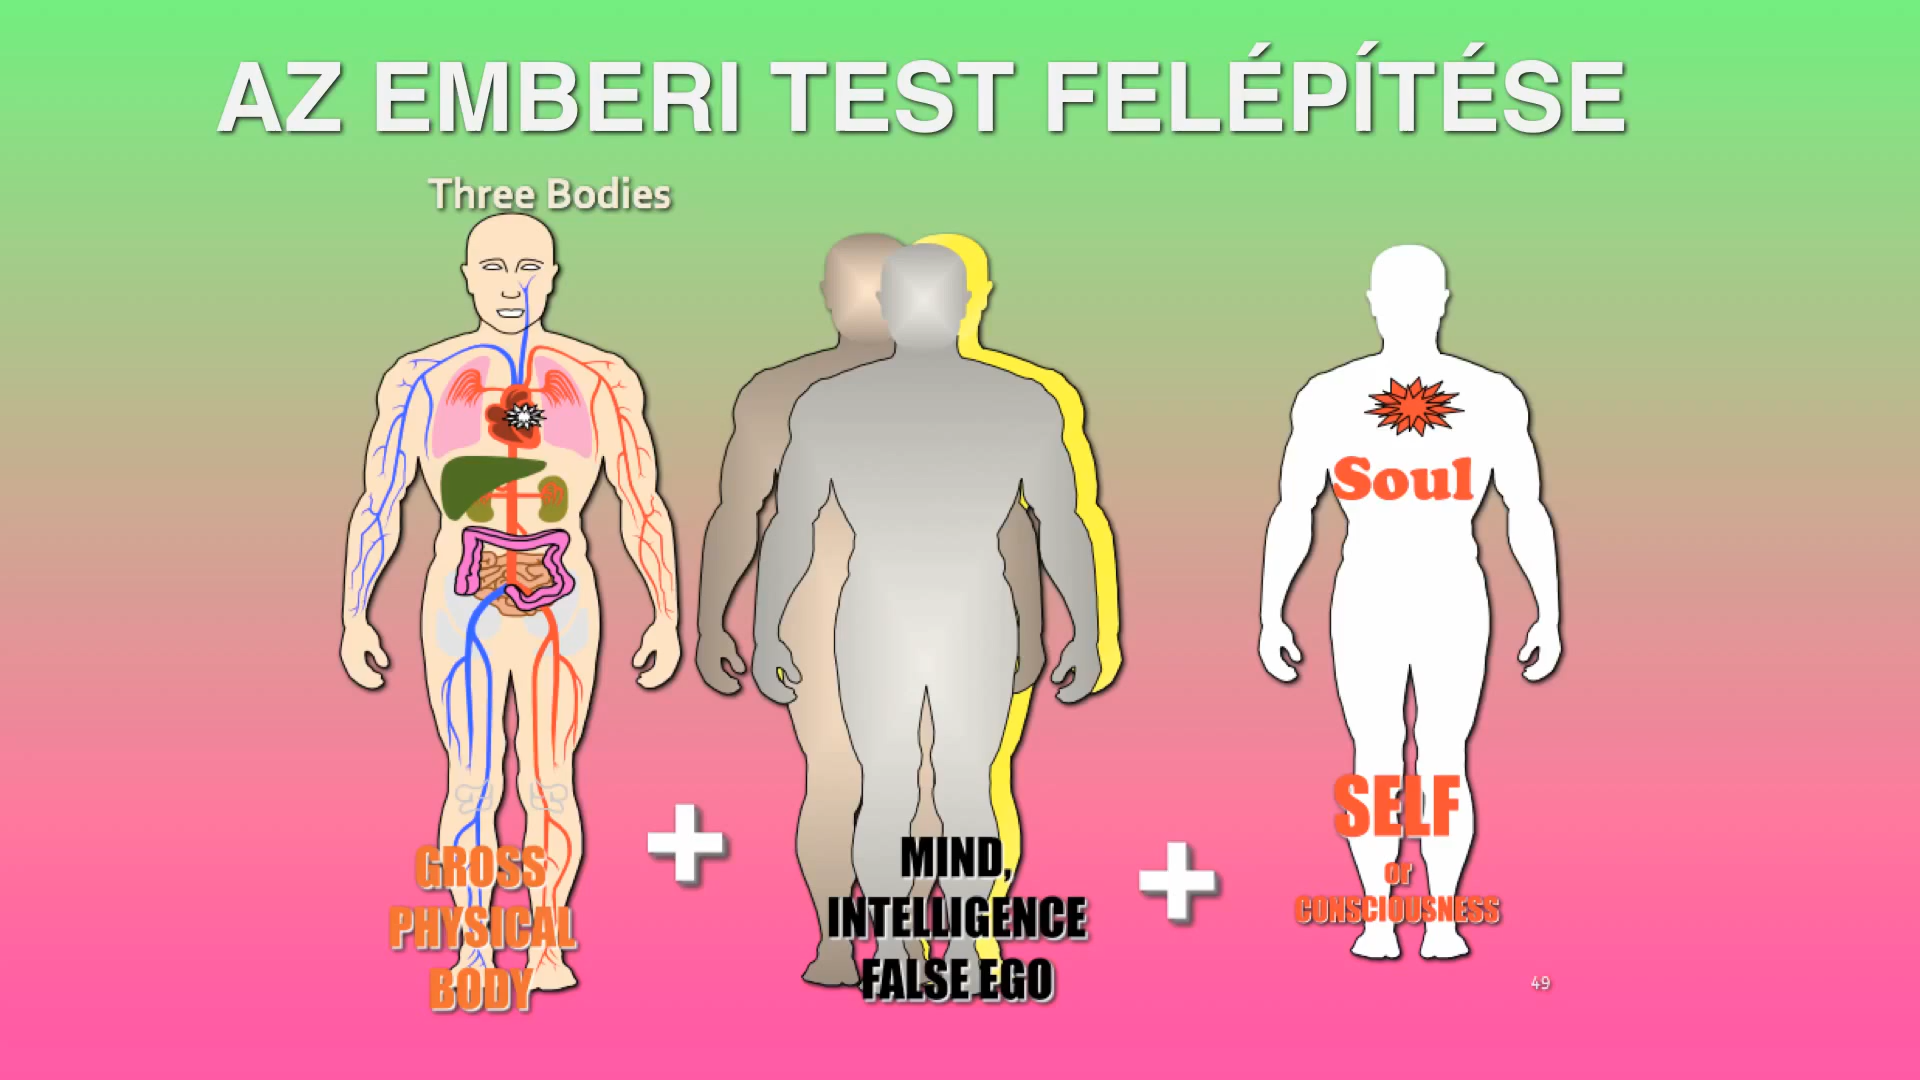 AZ EMBERI TEST FELÉPÍTÉSE
Three Bodies
GROSS
PHYSICAL
BODY
MIND,
INTELLIGENCE
FALSE EGO
Soul
SELF
or
CONSCIOUSNESS
49